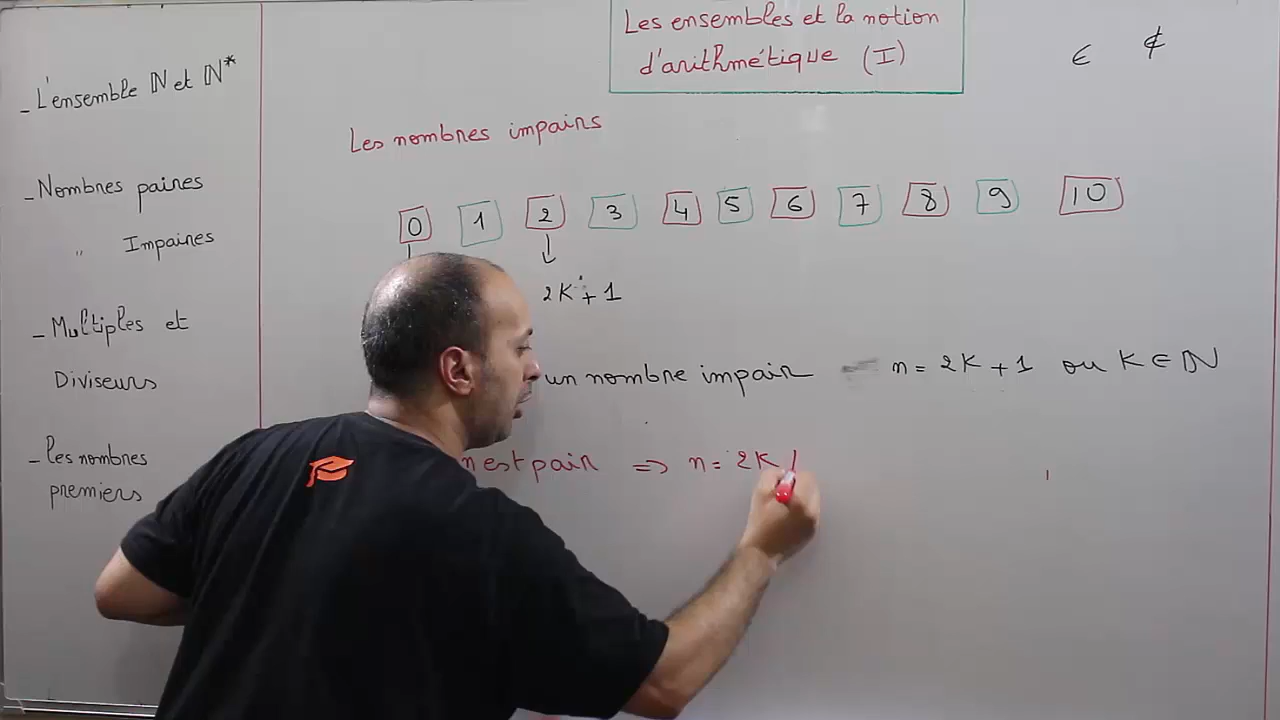 Les ensembles et la notion
d'arithmétique (I)
∈ ∉
_ L'ensemble ℕ et ℕ*
_ Nombres paires
" Impaires
_ Multiples et
Diviseurs
_ les nombres
premiers
Les nombres impairs
0 1 2 3 4 5 6 7 8 9 10
2K + 1
un nombre impair n = 2K + 1 ou K ∈ ℕ
n est pair => n = 2K